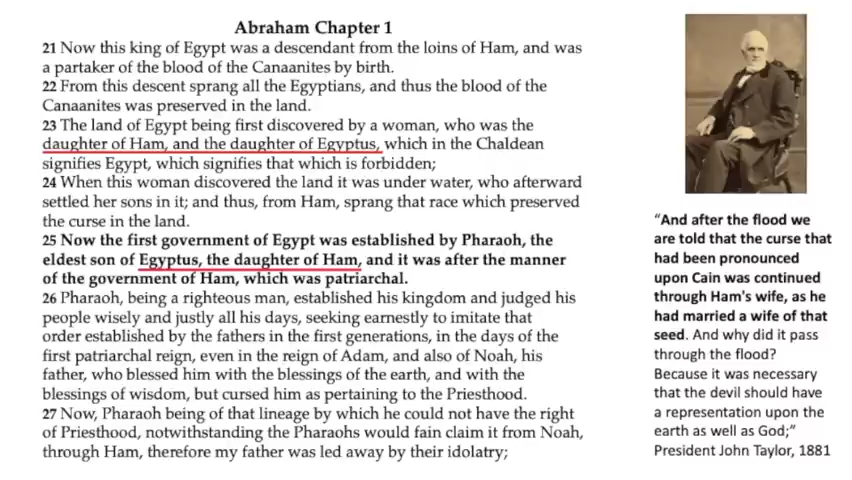 Abraham Chapter 1
21 Now this king of Egypt was a descendant from the loins of Ham, and was
a partaker of the blood of the Canaanites by birth.
22 From this descent sprang all the Egyptians, and thus the blood of the
Canaanites was preserved in the land.
23 The land of Egypt being first discovered by a woman, who was the
daughter of Ham, and the daughter of Egyptus, which in the Chaldean
signifies Egypt, which signifies that which is forbidden;
24 When this woman discovered the land it was under water, who afterward
settled her sons in it; and thus, from Ham, sprang that race which preserved
the curse in the land.
25 Now the first government of Egypt was established by Pharaoh, the
eldest son of Egyptus, the daughter of Ham, and it was after the manner
of the government of Ham, which was patriarchal.
26 Pharaoh, being a righteous man, established his kingdom and judged his
people wisely and justly all his days, seeking earnestly to imitate that
order established by the fathers in the first generations, in the days of the
first patriarchal reign, even in the reign of Adam, and also of Noah, his
father, who blessed him with the blessings of the earth, and with the
blessings of wisdom, but cursed him as pertaining to the Priesthood.
27 Now, Pharaoh being of that lineage by which he could not have the right
of Priesthood, notwithstanding the Pharaohs would fain claim it from Noah,
through Ham, therefore my father was led away by their idolatry;
“And after the flood we
are told that the curse that
had been pronounced
upon Cain was continued
through Ham's wife, as he
had married a wife of that
seed. And why did it pass
through the flood?
Because it was necessary
that the devil should have
a representation upon the
earth as well as God;“
President John Taylor, 1881